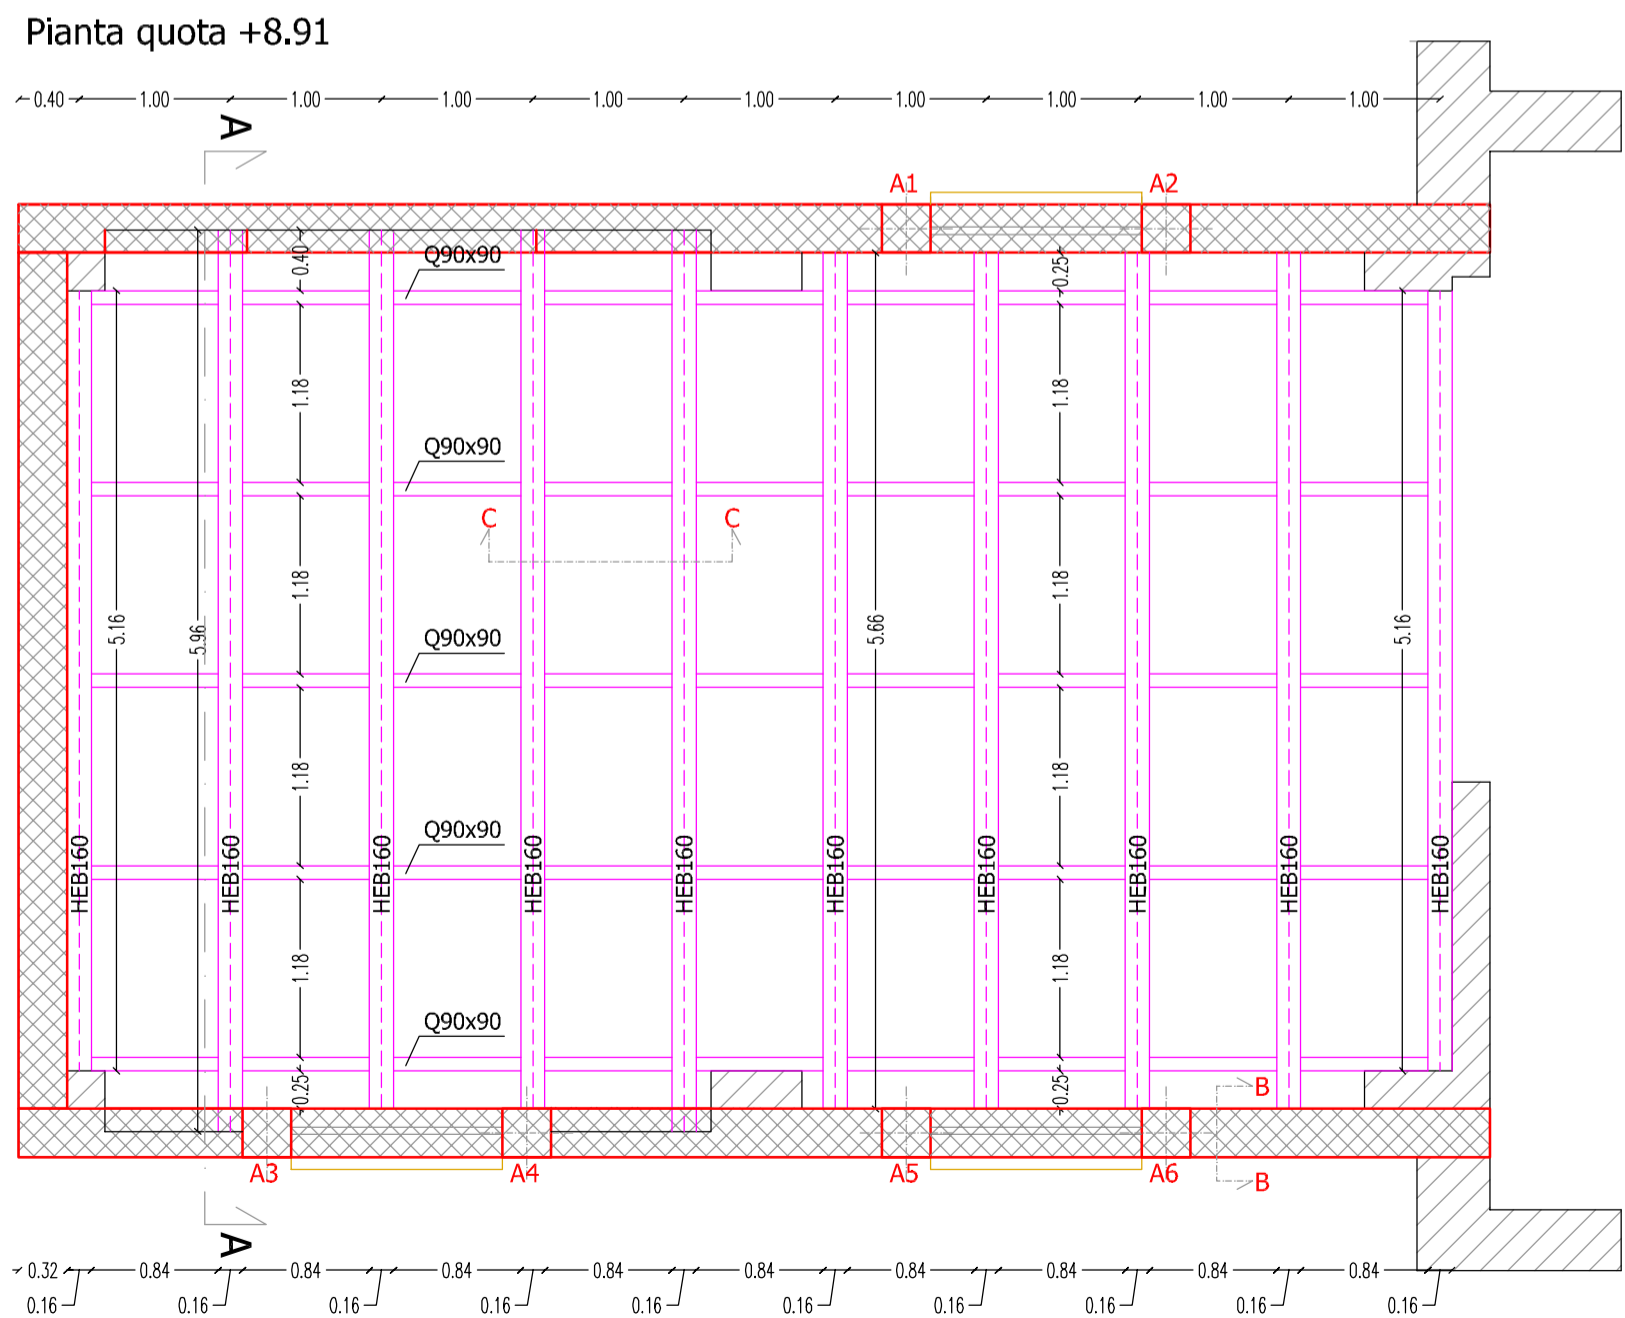 Pianta quota +8.91
0.40 1.00 1.00 1.00 1.00 1.00 1.00 1.00 1.00 1.00
A
A1 A2
Q90x90
0.40 0.25
1.18 1.18
Q90x90
C C
1.18 1.18
5.16 5.96 5.66 5.16
Q90x90
1.18 1.18
Q90x90
HEB160 HEB160 HEB160 HEB160 HEB160 HEB160 HEB160 HEB160 HEB160 HEB160
1.18 1.18
Q90x90
0.25 0.25
B
A3 A4 A5 A6 B
A
0.32 0.84 0.84 0.84 0.84 0.84 0.84 0.84 0.84 0.84
0.16 0.16 0.16 0.16 0.16 0.16 0.16 0.16 0.16 0.16